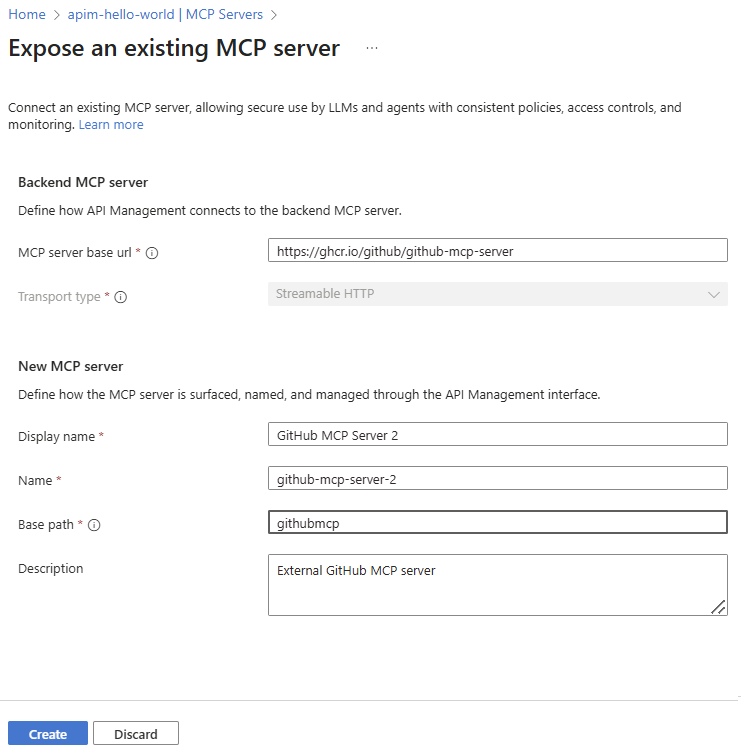 Home > apim-hello-world | MCP Servers >
Expose an existing MCP server ...
Connect an existing MCP server, allowing secure use by LLMs and agents with consistent policies, access controls, and
monitoring. Learn more
Backend MCP server
Define how API Management connects to the backend MCP server.
MCP server base url *
https://ghcr.io/github/github-mcp-server
Transport type *
Streamable HTTP
New MCP server
Define how the MCP server is surfaced, named, and managed through the API Management interface.
Display name *
GitHub MCP Server 2
Name *
github-mcp-server-2
Base path *
githubmcp
Description
External GitHub MCP server
Create
Discard